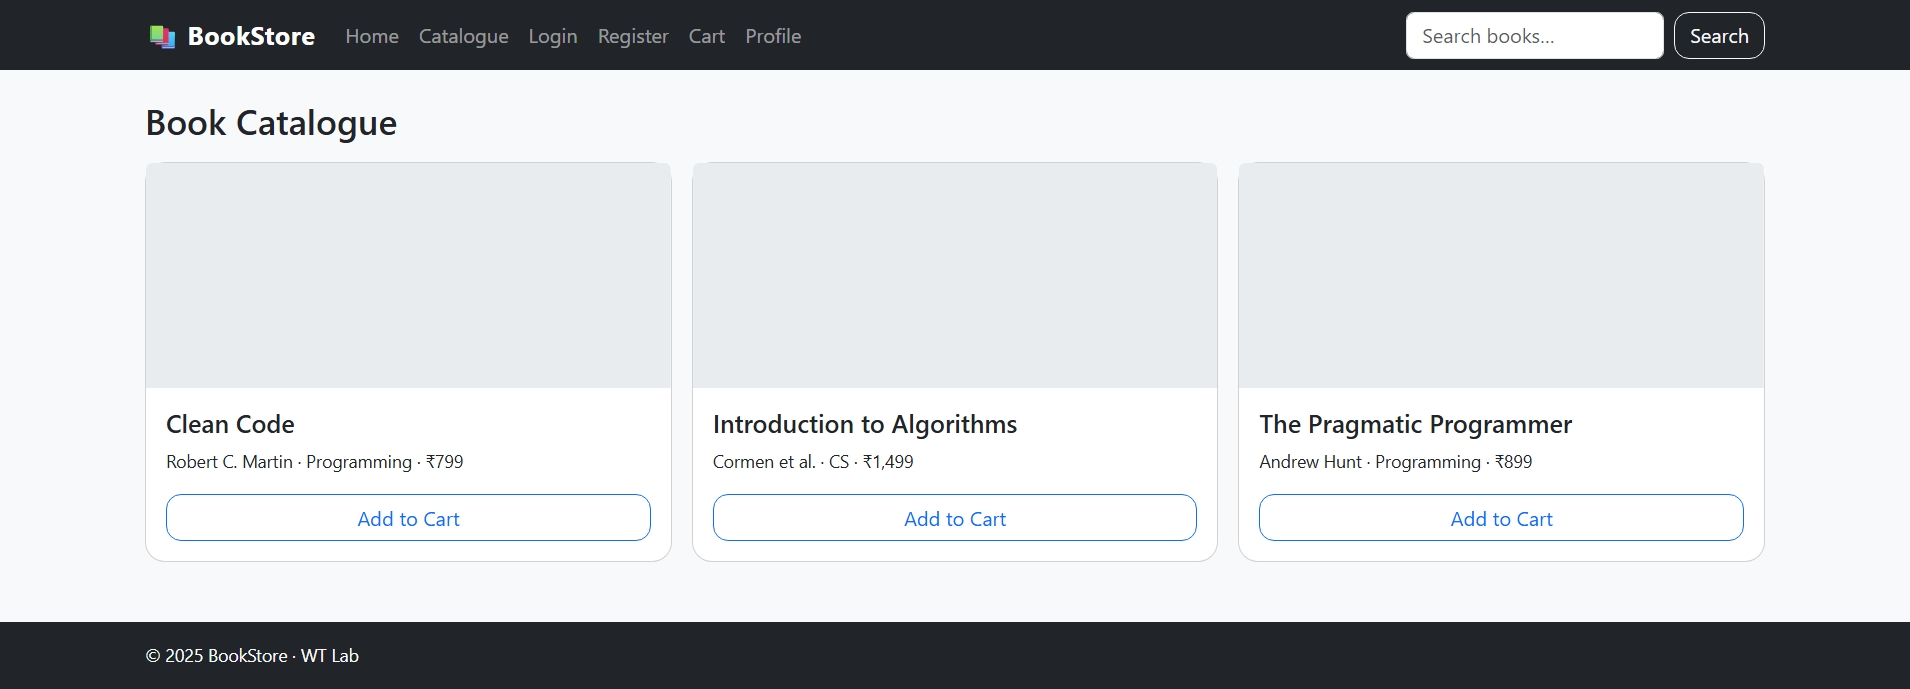 BookStore Home Catalogue Login Register Cart Profile Search books... Search
Book Catalogue
Clean Code
Robert C. Martin · Programming · ₹799
Add to Cart
Introduction to Algorithms
Cormen et al. · CS · ₹1,499
Add to Cart
The Pragmatic Programmer
Andrew Hunt · Programming · ₹899
Add to Cart
© 2025 BookStore · WT Lab